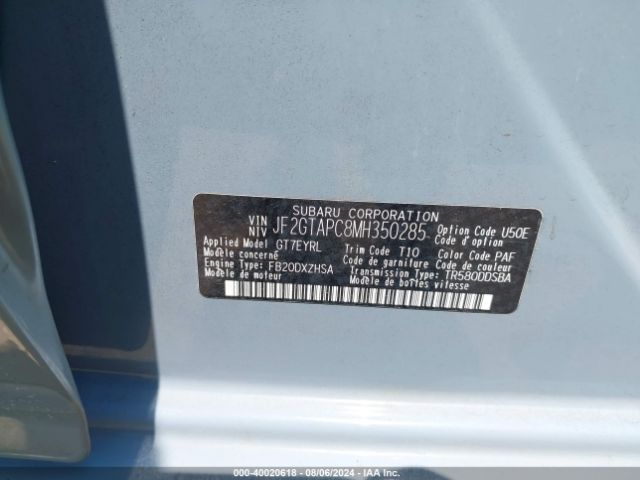 SUBARU CORPORATION
VIN NIV JF2GTAPC8MH350285 Option Code U50E
Applied Model GT7EYRL Trim Code T10 Color Code PAF
Modèle concerné Code de garniture Code de couleur
Engine Type FB20DXZHSA Transmission Type TR580DDSBA
Modèle de moteur Modèle de boîtes vitesse
000-40020618 - 08/06/2024 - IAA Inc.